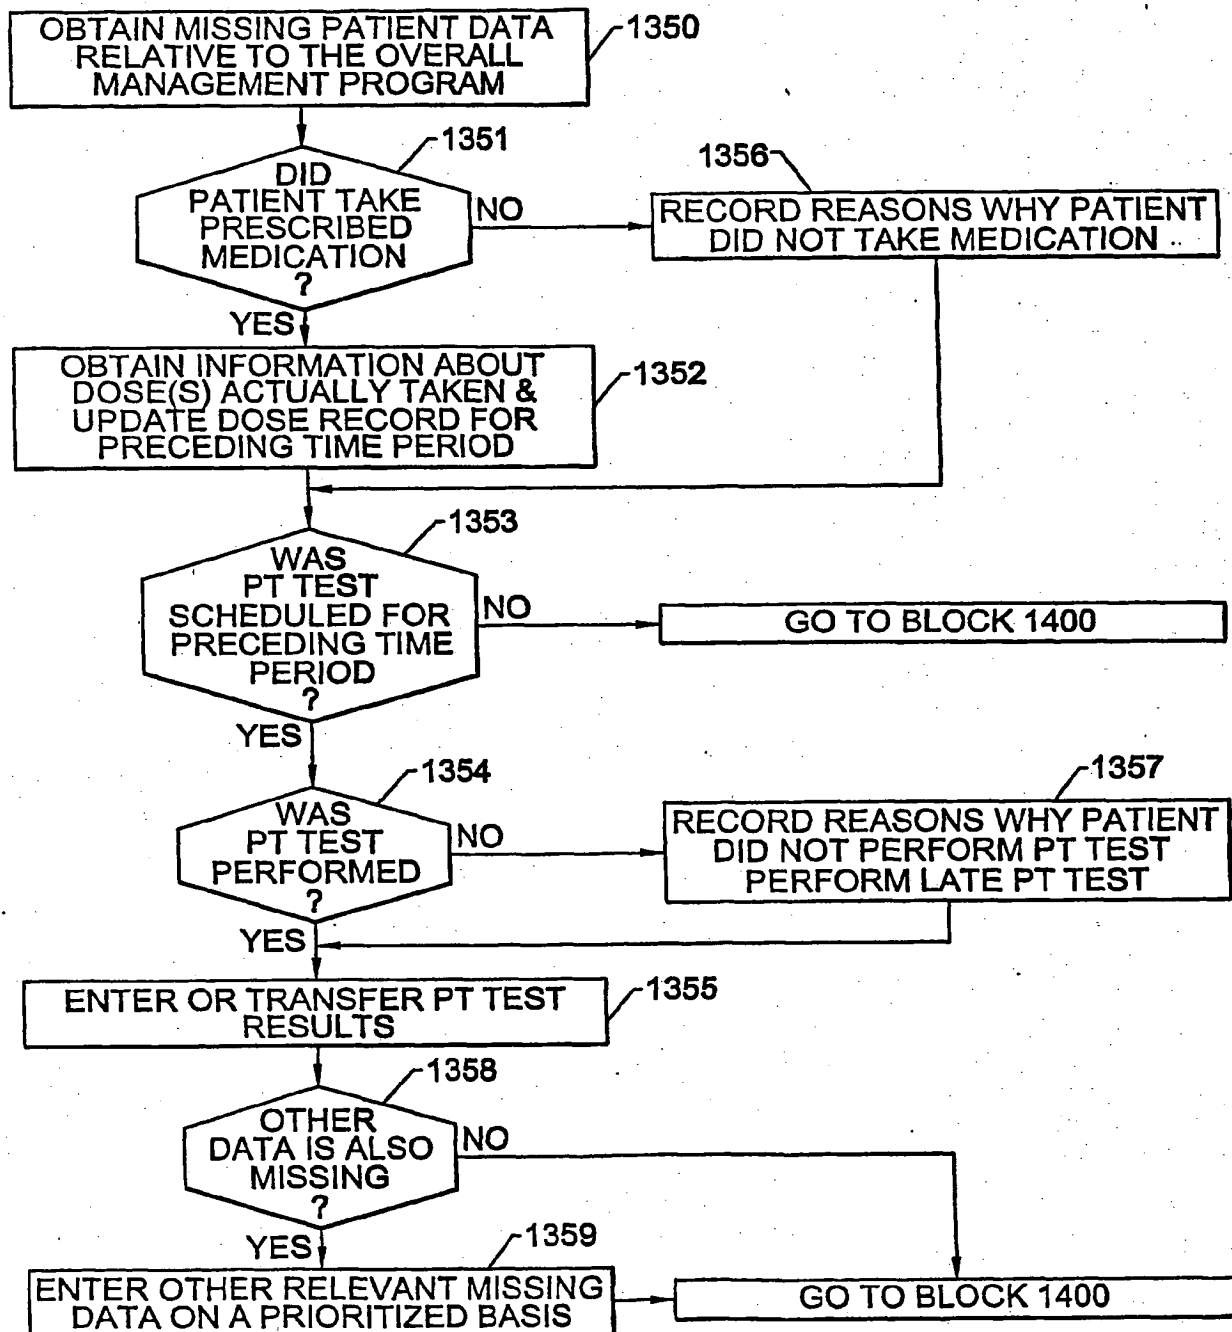 OBTAIN MISSING PATIENT DATA
RELATIVE TO THE OVERALL
MANAGEMENT PROGRAM
1350
1351
DID
PATIENT TAKE
PRESCRIBED
MEDICATION
?
NO
1356
RECORD REASONS WHY PATIENT
DID NOT TAKE MEDICATION
YES
OBTAIN INFORMATION ABOUT
DOSE(S) ACTUALLY TAKEN &
UPDATE DOSE RECORD FOR
PRECEDING TIME PERIOD
1352
1353
WAS
PT TEST
SCHEDULED FOR
PRECEDING TIME
PERIOD
?
NO
GO TO BLOCK 1400
YES
1354
WAS
PT TEST
PERFORMED
?
NO
1357
RECORD REASONS WHY PATIENT
DID NOT PERFORM PT TEST
PERFORM LATE PT TEST
YES
ENTER OR TRANSFER PT TEST
RESULTS
1355
1358
OTHER
DATA IS ALSO
MISSING
?
NO
YES
1359
ENTER OTHER RELEVANT MISSING
DATA ON A PRIORITIZED BASIS
GO TO BLOCK 1400